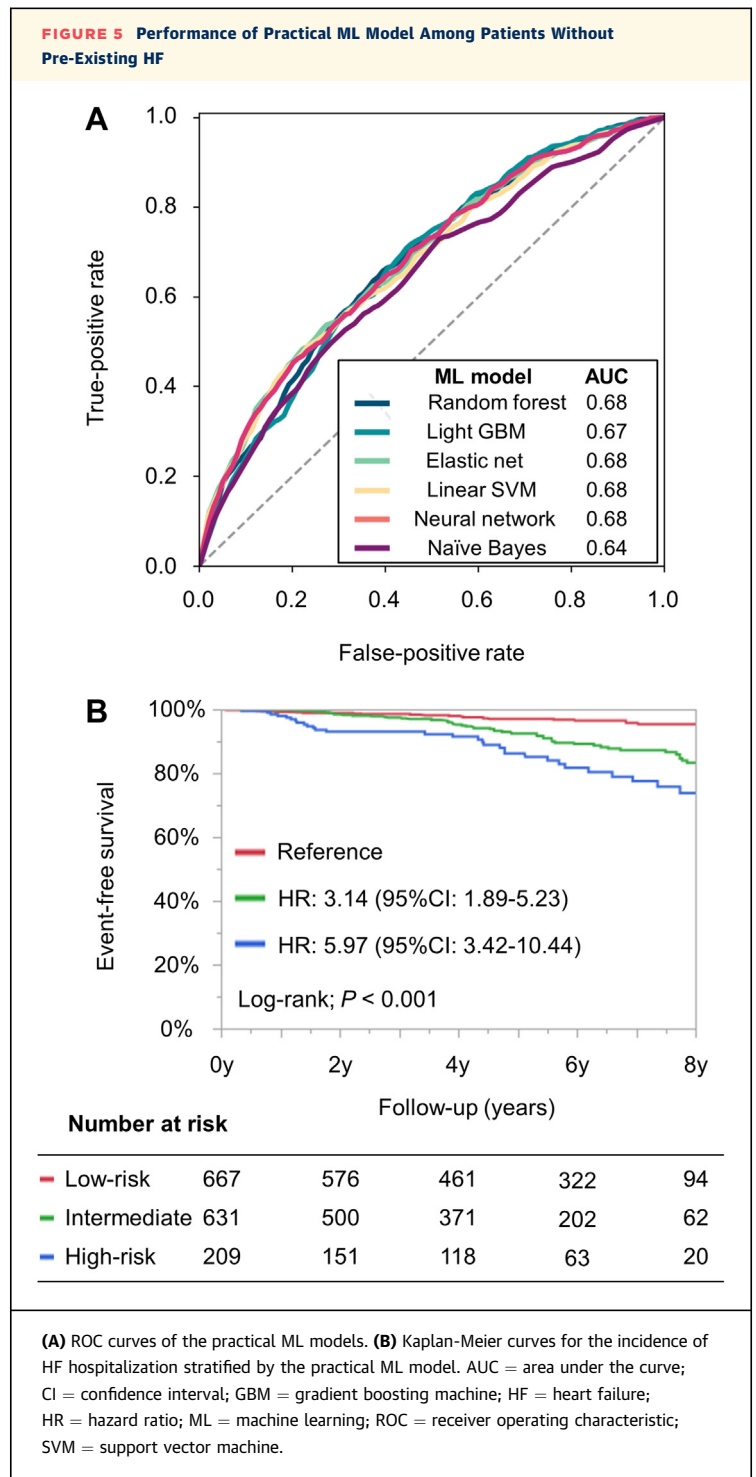 FIGURE 5 Performance of Practical ML Model Among Patients Without
Pre-Existing HF
A
1.0
0.8
0.6
0.4
0.2
0.0
True-positive rate
ML model AUC
Random forest 0.68
Light GBM 0.67
Elastic net 0.68
Linear SVM 0.68
Neural network 0.68
Naïve Bayes 0.64
0.0 0.2 0.4 0.6 0.8 1.0
False-positive rate
B
100%
80%
60%
40%
20%
0%
Event-free survival
Reference
HR: 3.14 (95%CI: 1.89-5.23)
HR: 5.97 (95%CI: 3.42-10.44)
Log-rank; P < 0.001
0y 2y 4y 6y 8y
Follow-up (years)
Number at risk
Low-risk 667 576 461 322 94
Intermediate 631 500 371 202 62
High-risk 209 151 118 63 20
(A) ROC curves of the practical ML models. (B) Kaplan-Meier curves for the incidence of
HF hospitalization stratified by the practical ML model. AUC = area under the curve;
CI = confidence interval; GBM = gradient boosting machine; HF = heart failure;
HR = hazard ratio; ML = machine learning; ROC = receiver operating characteristic;
SVM = support vector machine.